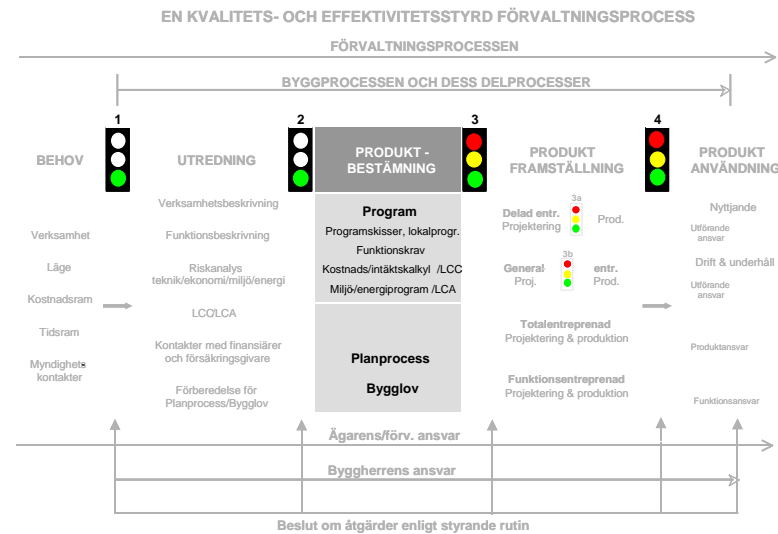 EN KVALITETS- OCH EFFEKTIVITETSSTYRD FÖRVALTNINGSPROCESS
FÖRVALTNINGSPROCESSEN
BYGGPROCESSEN OCH DESS DELPROCESSER
1
2
3
4
BEHOV
UTREDNING
PRODUKT -
BESTÄMNING
PRODUKT
FRAMSTÄLLNING
PRODUKT
ANVÄNDNING
Verksamhet
Läge
Kostnadsram
Tidsram
Myndighets
kontakter
Verksamhetsbeskrivning
Funktionsbeskrivning
Riskanalys
teknik/ekonomi/miljö/energi
LCC/LCA
Kontakter med finansiärer
och försäkringsgivare
Förberedelse för
Planprocess/Bygglov
Program
Programskisser, lokalprogr.
Funktionskrav
Kostnads/intäktskalkyl /LCC
Miljö/energiprogram /LCA
Planprocess
Bygglov
3a
Delad entr.
Projektering
Prod.
3b
General- entr.
Proj. Prod.
Totalentreprenad
Projektering & produktion
Funktionsentreprenad
Projektering & produktion
Nyttjande
Utförande
ansvar
Drift & underhåll
Utförande
ansvar
Produktansvar
Funktionsansvar
Ägarens/förv. ansvar
Byggherrens ansvar
Beslut om åtgärder enligt styrande rutin